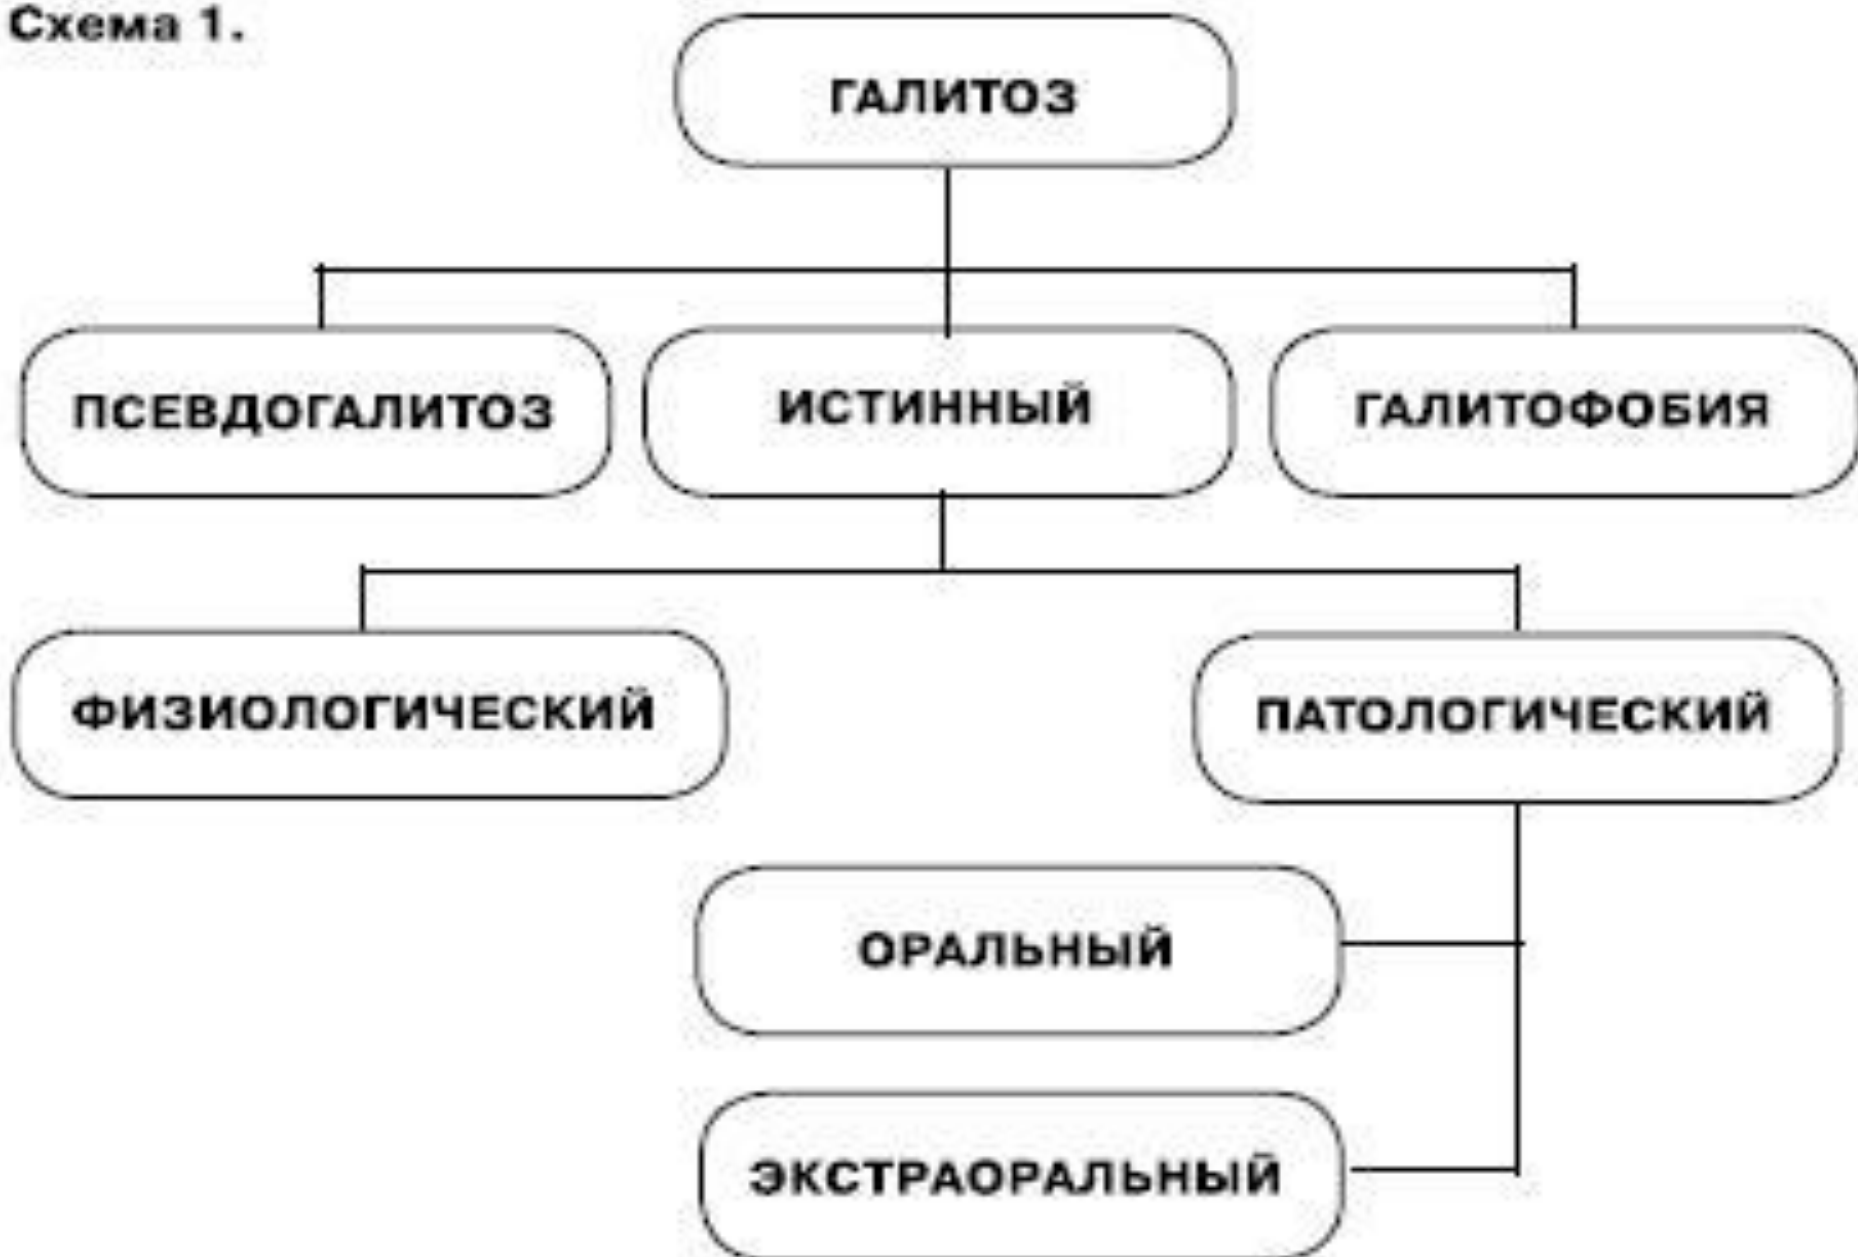 Схема 1.
ГАЛИТОЗ
ПСЕВДОГАЛИТОЗ
ИСТИННЫЙ
ГАЛИТОФОБИЯ
ФИЗИОЛОГИЧЕСКИЙ
ПАТОЛОГИЧЕСКИЙ
ОРАЛЬНЫЙ
ЭКСТРАОРАЛЬНЫЙ